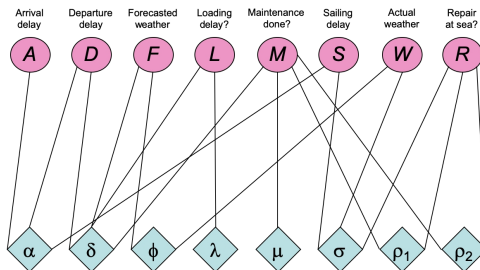 Arrival delay
Departure delay
Forecasted weather
Loading delay?
Maintenance done?
Sailing delay
Actual weather
Repair at sea?
A D F L M S W R
α δ ϕ λ μ σ ρ1 ρ2